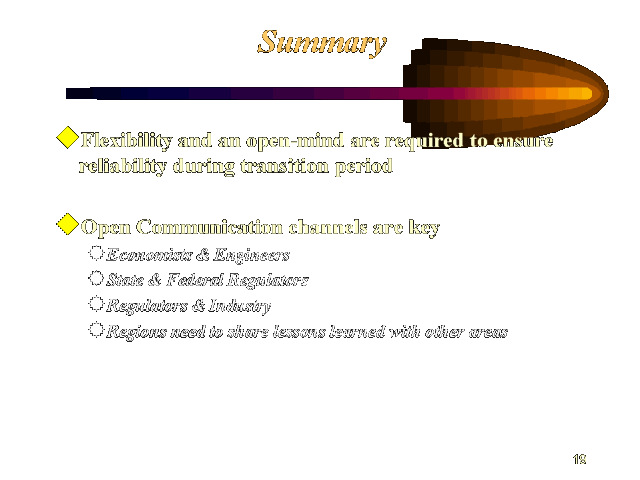 Summary
Flexibility and an open-mind are required to ensure
reliability during transition period
Open Communication channels are key
Economists & Engineers
State & Federal Regulators
Regulators & Industry
Regions need to share lessons learned with other areas
19